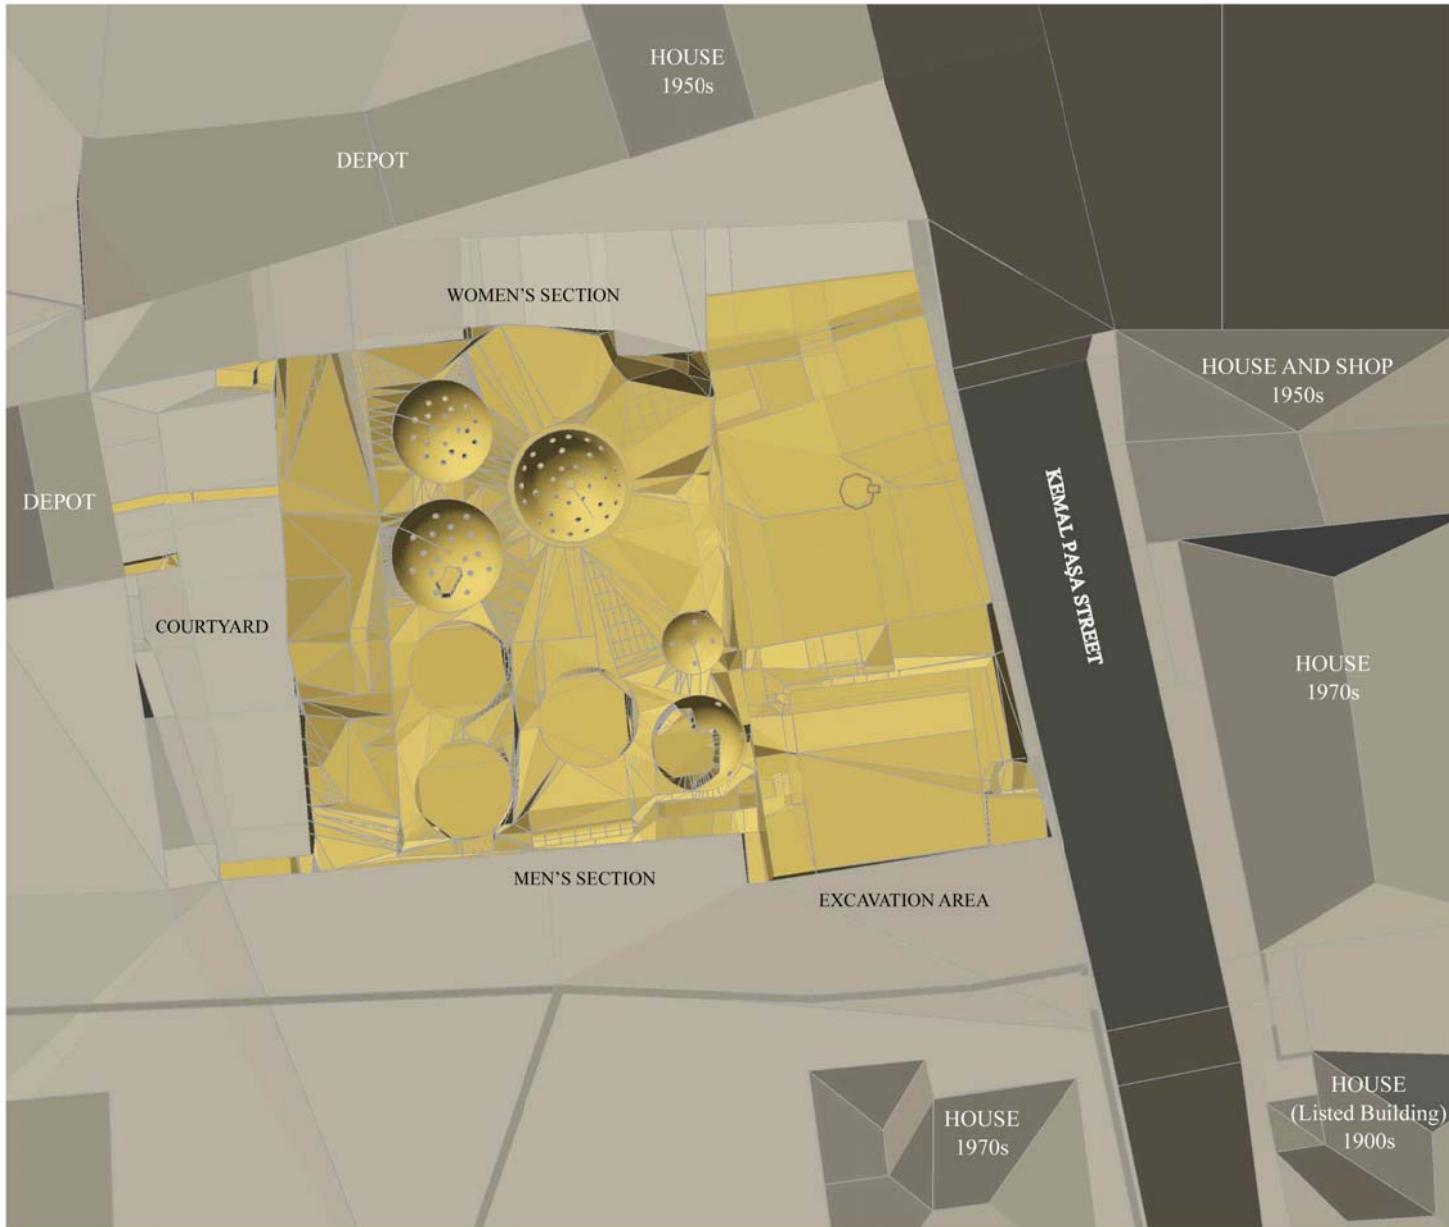 HOUSE
1950s
DEPOT
WOMEN'S SECTION
HOUSE AND SHOP
1950s
DEPOT
KEMAL PAŞA STREET
COURTYARD
HOUSE
1970s
MEN'S SECTION
EXCAVATION AREA
HOUSE
1970s
HOUSE
(Listed Building)
1900s